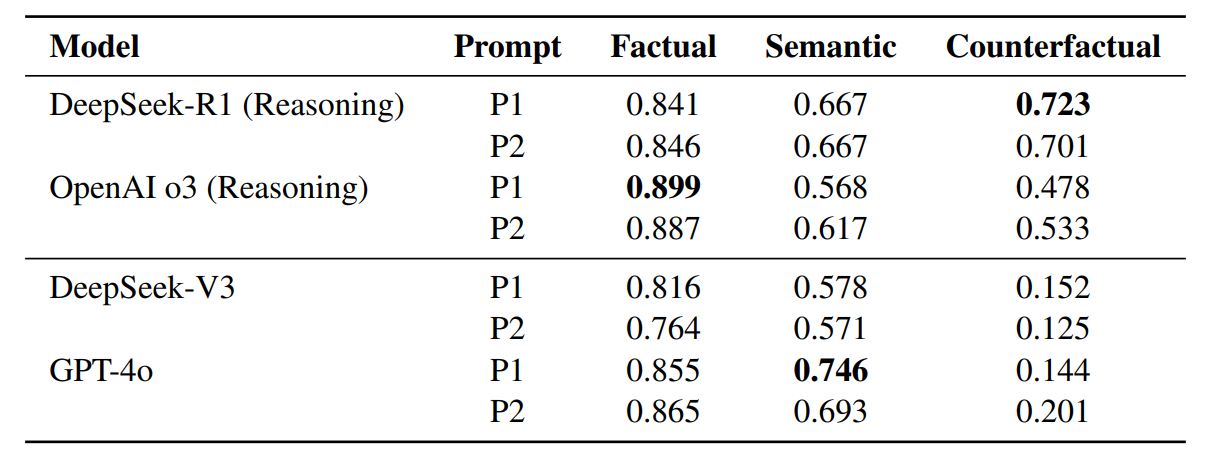 Model Prompt Factual Semantic Counterfactual
DeepSeek-R1 (Reasoning) P1 0.841 0.667 0.723
P2 0.846 0.667 0.701
OpenAI o3 (Reasoning) P1 0.899 0.568 0.478
P2 0.887 0.617 0.533
DeepSeek-V3 P1 0.816 0.578 0.152
P2 0.764 0.571 0.125
GPT-4o P1 0.855 0.746 0.144
P2 0.865 0.693 0.201